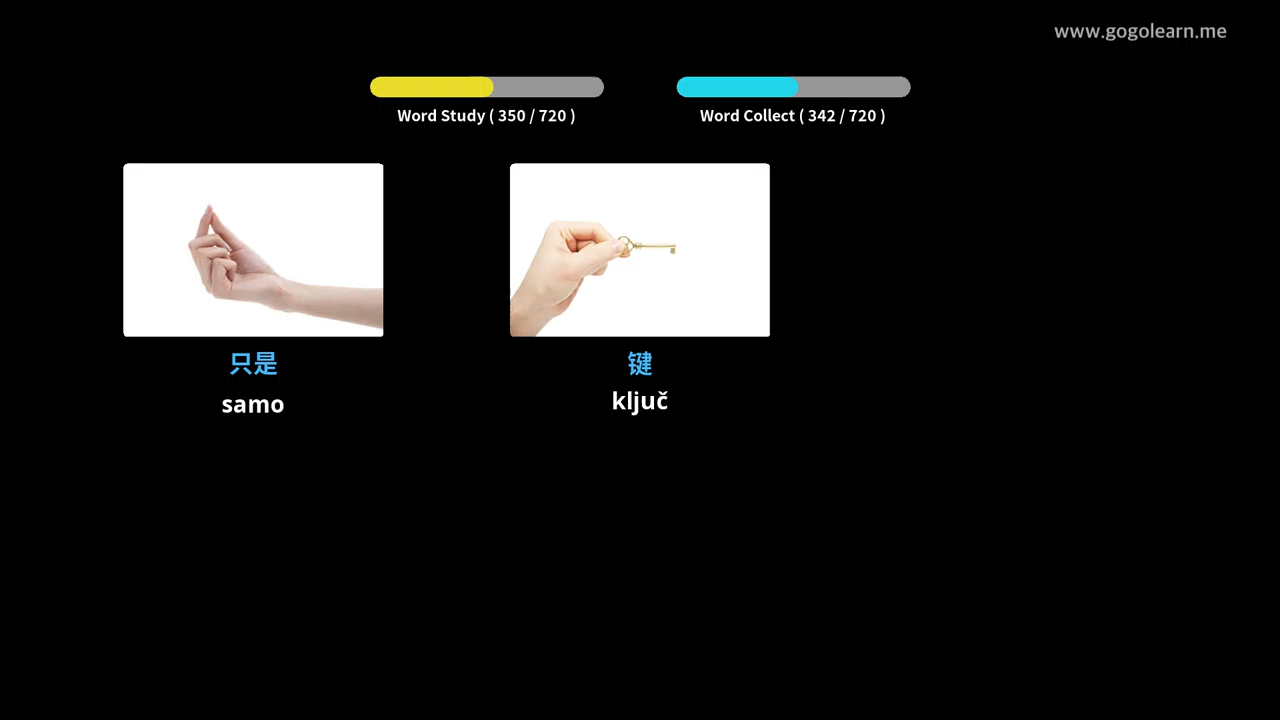 www.gogolearn.me
Word Study ( 350 / 720 )
Word Collect ( 342 / 720 )
只是
samo
键
ključ